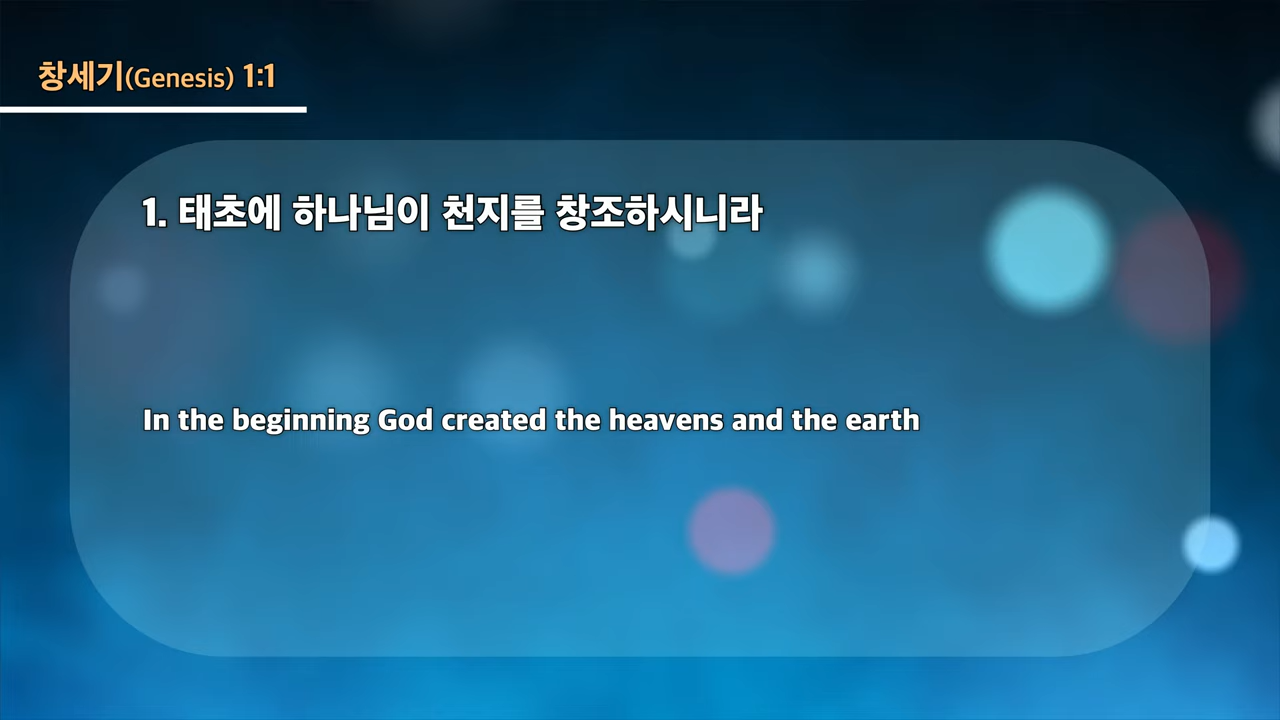 창세기(Genesis) 1:1
1. 태초에 하나님이 천지를 창조하시니라
In the beginning God created the heavens and the earth